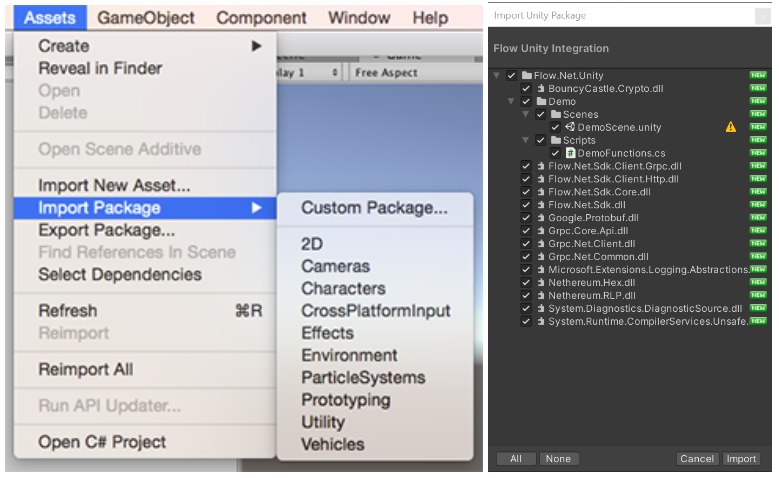 Assets GameObject Component Window Help
Create
Reveal in Finder
Open
Delete
Open Scene Additive
Import New Asset...
Import Package
Export Package...
Find References In Scene
Select Dependencies
Refresh ⌘R
Reimport
Reimport All
Run API Updater...
Open C# Project
Game
play 1 Free Aspect
Custom Package...
2D
Cameras
Characters
CrossPlatformInput
Effects
Environment
ParticleSystems
Prototyping
Utility
Vehicles
Import Unity Package
Flow Unity Integration
Flow.Net.Unity NEW
BouncyCastle.Crypto.dll NEW
Demo NEW
Scenes NEW
DemoScene.unity NEW
Scripts NEW
# DemoFunctions.cs NEW
Flow.Net.Sdk.Client.Grpc.dll NEW
Flow.Net.Sdk.Client.Http.dll NEW
Flow.Net.Sdk.Core.dll NEW
Flow.Net.Sdk.dll NEW
Google.Protobuf.dll NEW
Grpc.Core.Api.dll NEW
Grpc.Net.Client.dll NEW
Grpc.Net.Common.dll NEW
Microsoft.Extensions.Logging.Abstractions. NEW
Nethereum.Hex.dll NEW
Nethereum.RLP.dll NEW
System.Diagnostics.DiagnosticSource.dll NEW
System.Runtime.CompilerServices.Unsafe. NEW
All None Cancel Import